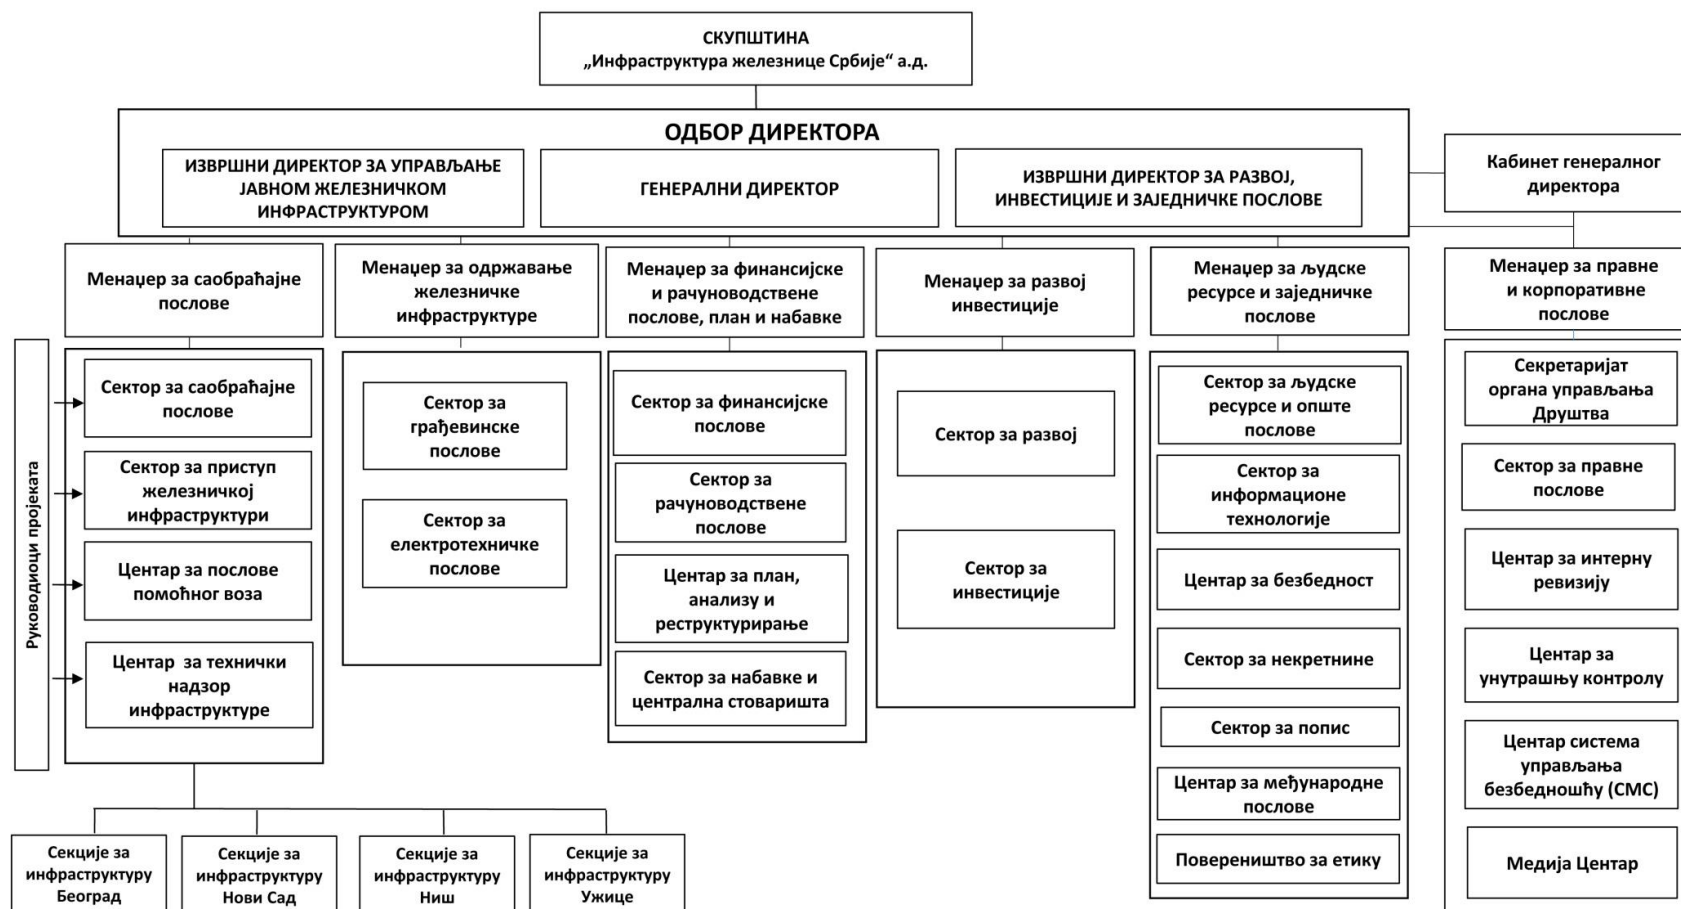 СКУПШТИНА
„Инфраструктура железнице Србије“ а.д.
ОДБОР ДИРЕКТОРА
ИЗВРШНИ ДИРЕКТОР ЗА УПРАВЉАЊЕ
ЈАВНОМ ЖЕЛЕЗНИЧКОМ
ИНФРАСТРУКТУРОМ
ГЕНЕРАЛНИ ДИРЕКТОР
ИЗВРШНИ ДИРЕКТОР ЗА РАЗВОЈ,
ИНВЕСТИЦИЈЕ И ЗАЈЕДНИЧКЕ ПОСЛОВЕ
Кабинет генералног
директора
Менаџер за саобраћајне
послове
Менаџер за одржавање
железничке
инфраструктуре
Менаџер за финансијске
и рачуноводствене
послове, план и набавке
Менаџер за развој
инвестиције
Менаџер за људске
ресурсе и заједничке
послове
Менаџер за правне
и корпоративне
послове
Руководиоци пројеката
Сектор за саобраћајне
послове
Сектор за приступ
железничкој
инфраструктури
Центар за послове
помоћног воза
Центар за технички
надзор
инфраструктуре
Сектор за
грађевинске
послове
Сектор за
електротехничке
послове
Сектор за финансијске
послове
Сектор за
рачуноводствене
послове
Центар за план,
анализу и
реструктурирање
Сектор за набавке и
централна стоваришта
Сектор за развој
Сектор за
инвестиције
Сектор за људске
ресурсе и опште
послове
Сектор за
информационе
технологије
Центар за безбедност
Сектор за некретнине
Сектор за попис
Центар за међународне
послове
Повереништво за етику
Секретаријат
органа управљања
Друштва
Сектор за правне
послове
Центар за интерну
ревизију
Центар за
унутрашњу контролу
Центар система
управљања
безбедношћу (СМС)
Медија Центар
Секције за
инфраструктуру
Београд
Секције за
инфраструктуру
Нови Сад
Секције за
инфраструктуру
Ниш
Секције за
инфраструктуру
Ужице